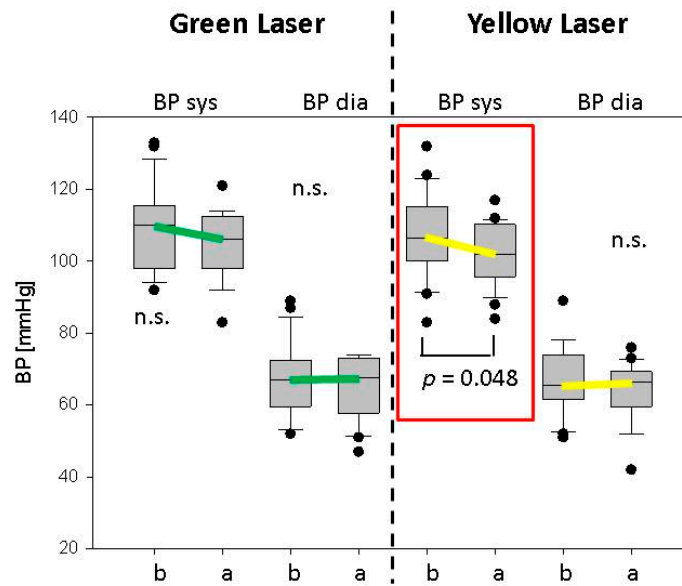 Green Laser Yellow Laser
BP sys BP dia BP sys BP dia
140
120
100
80
60
40
20
BP [mmHg]
n.s.
n.s.
n.s.
p = 0.048
b a b a b a b a